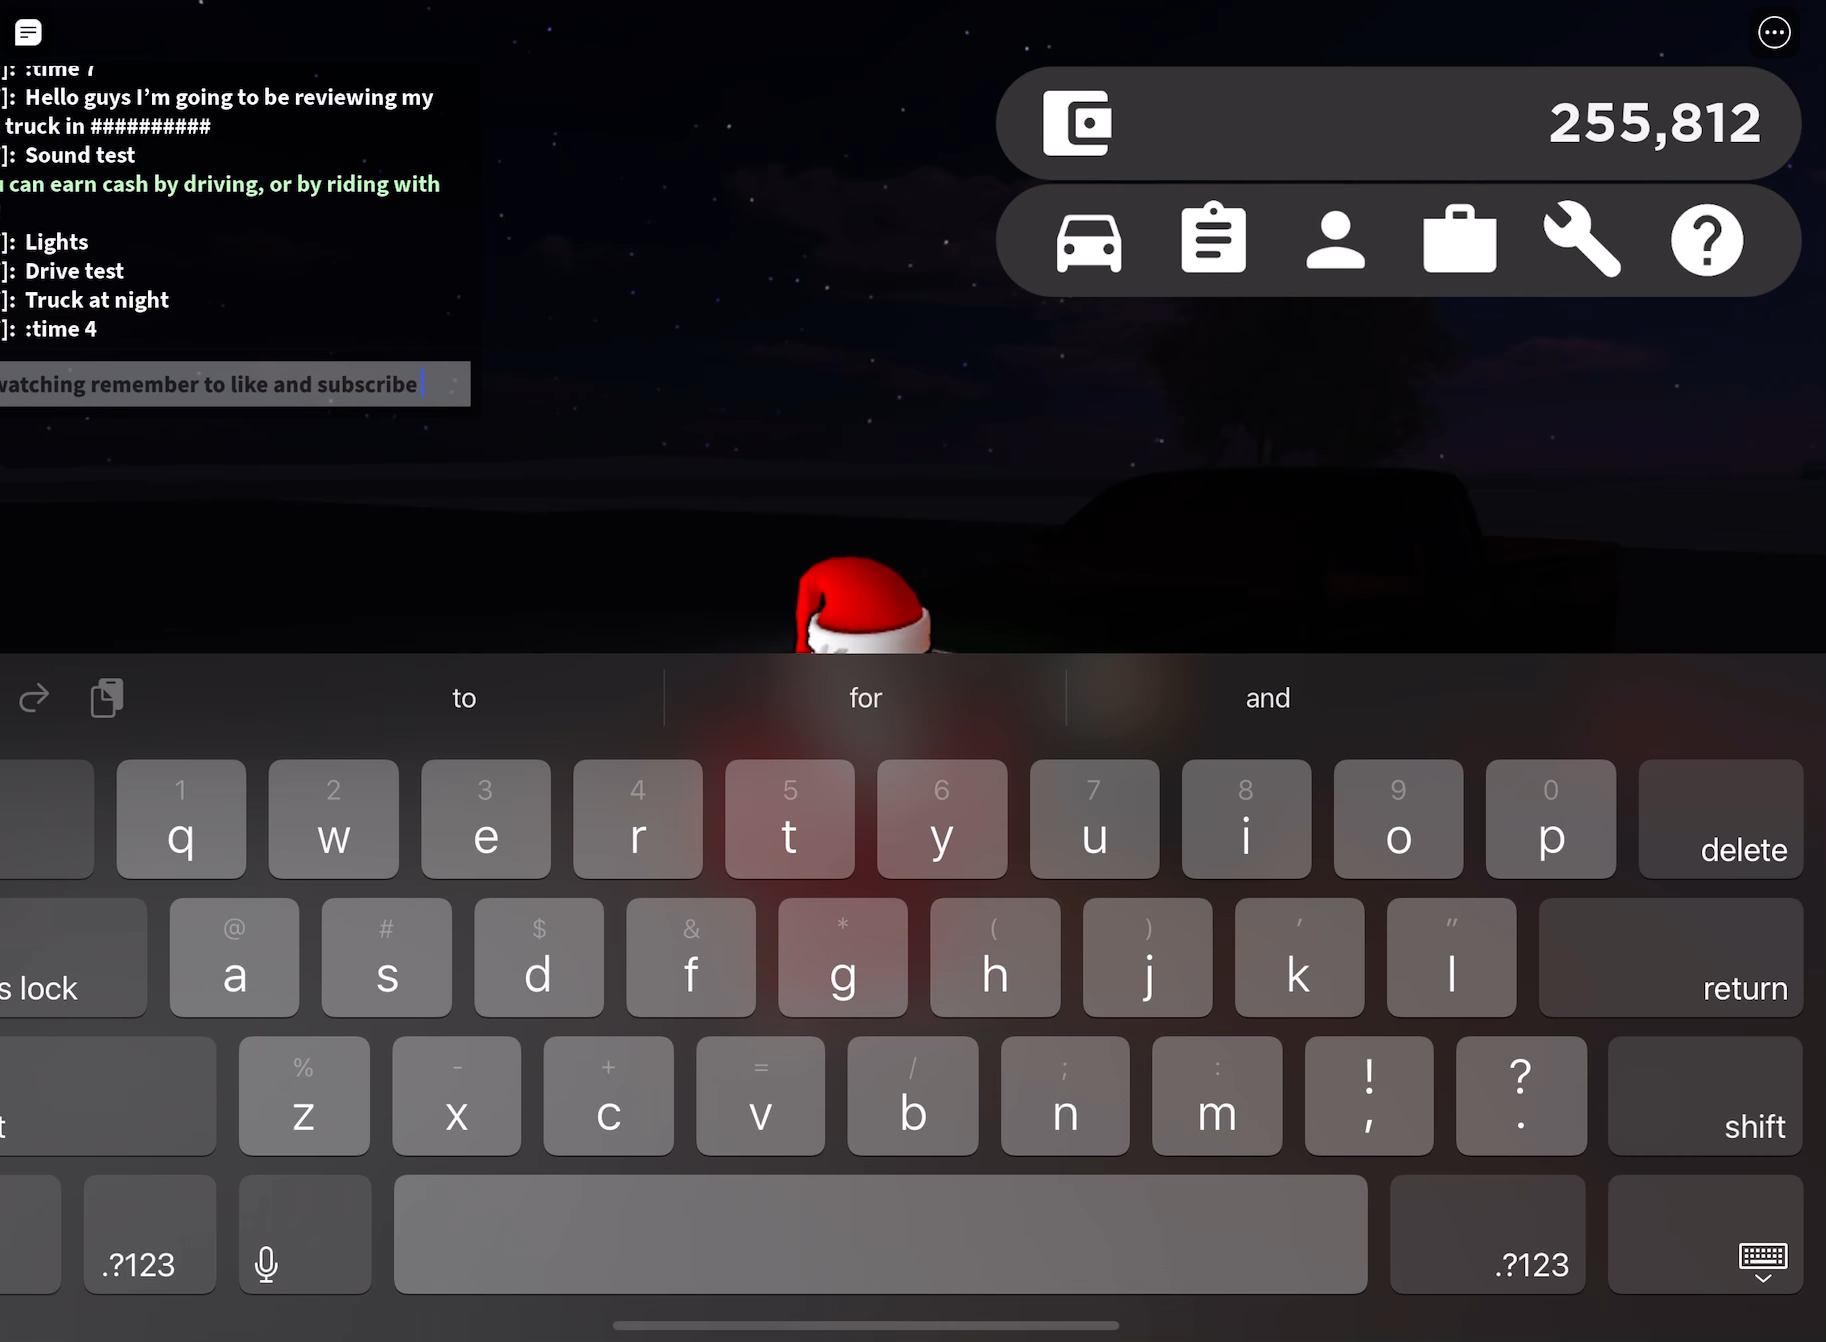 ]: :time 7
]: Hello guys I’m going to be reviewing my
truck in ##########
]: Sound test
can earn cash by driving, or by riding with
]: Lights
]: Drive test
]: Truck at night
]: :time 4
watching remember to like and subscribe
255,812
to for and
1 2 3 4 5 6 7 8 9 0
q w e r t y u i o p delete
@ # $ & * ( ) ' "
s lock a s d f g h j k l return
% - + = / ; : ! ?
t z x c v b n m , . shift
.?123 .?123